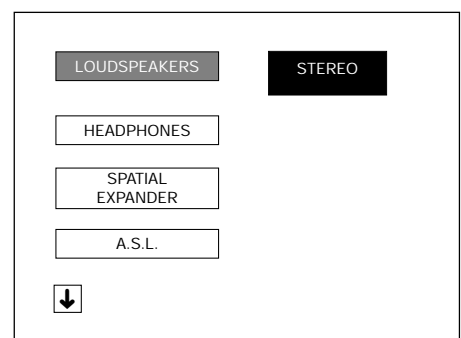 LOUDSPEAKERS
STEREO
HEADPHONES
SPATIAL
EXPANDER
A.S.L.